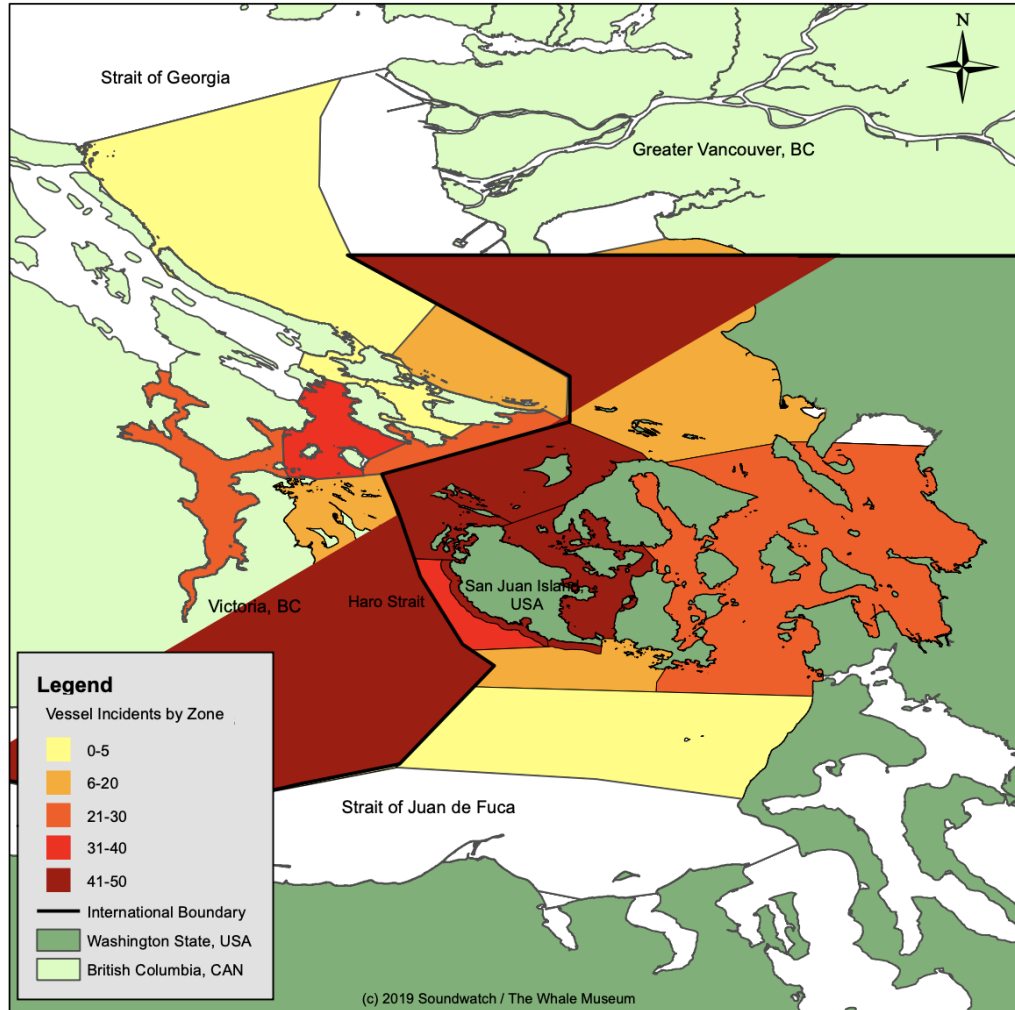 N
Strait of Georgia
Greater Vancouver, BC
San Juan Island,
USA
Haro Strait
Victoria, BC
Legend
Vessel Incidents by Zone
0-5
6-20
21-30
31-40
41-50
International Boundary
Washington State, USA
British Columbia, CAN
Strait of Juan de Fuca
(c) 2019 Soundwatch / The Whale Museum